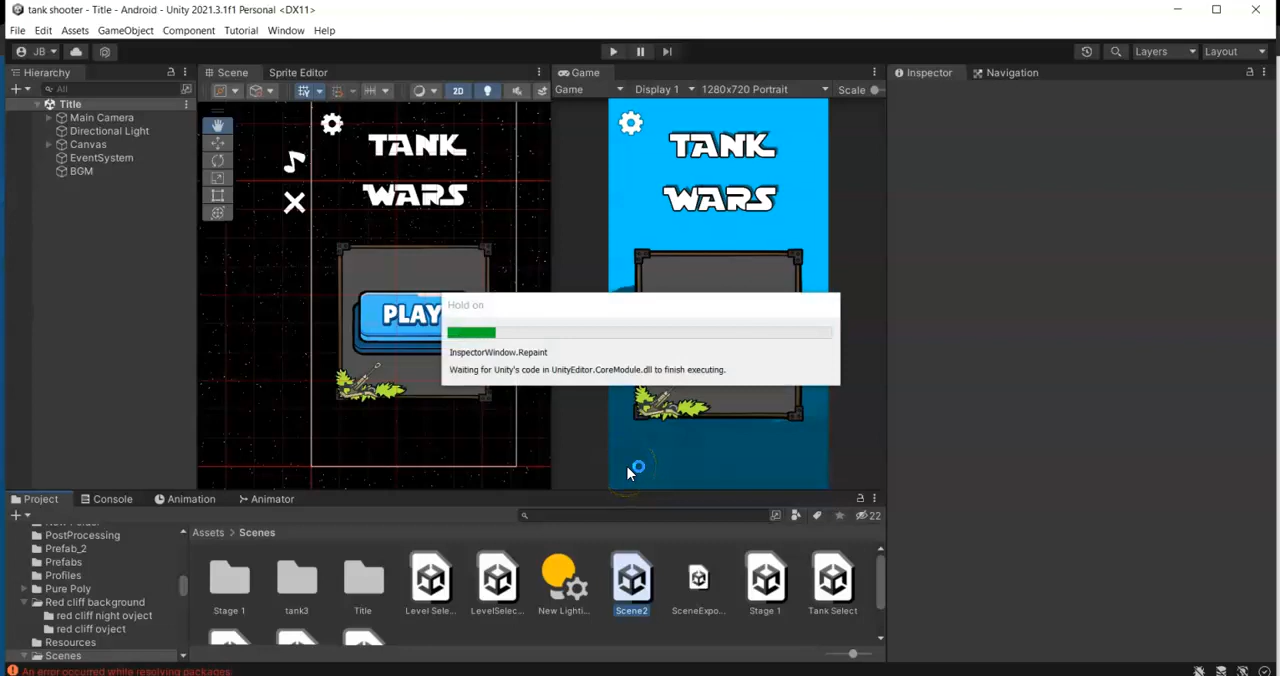 tank shooter - Title - Android - Unity 2021.3.1f1 Personal <DX11>
File Edit Assets GameObject Component Tutorial Window Help
JB Layers Layout
Hierarchy Scene Sprite Editor Game Inspector Navigation
All 2D Game Display 1 1280x720 Portrait Scale
Title
Main Camera
Directional Light
Canvas
EventSystem
BGM
TANK
WARS
TANK
WARS
PLAY
Hold on
InspectorWindow.Repaint
Waiting for Unity's code in UnityEditor.CoreModule.dll to finish executing.
Project Console Animation Animator
22
PostProcessing
Prefab_2
Prefabs
Profiles
Pure Poly
Red cliff background
red cliff night ovject
red cliff ovject
Resources
Scenes
Assets > Scenes
Stage 1 tank3 Title Level Sele... LevelSelec... New Lighti... Scene2 SceneExpo... Stage 1 Tank Select
An error occurred while resolving packages: